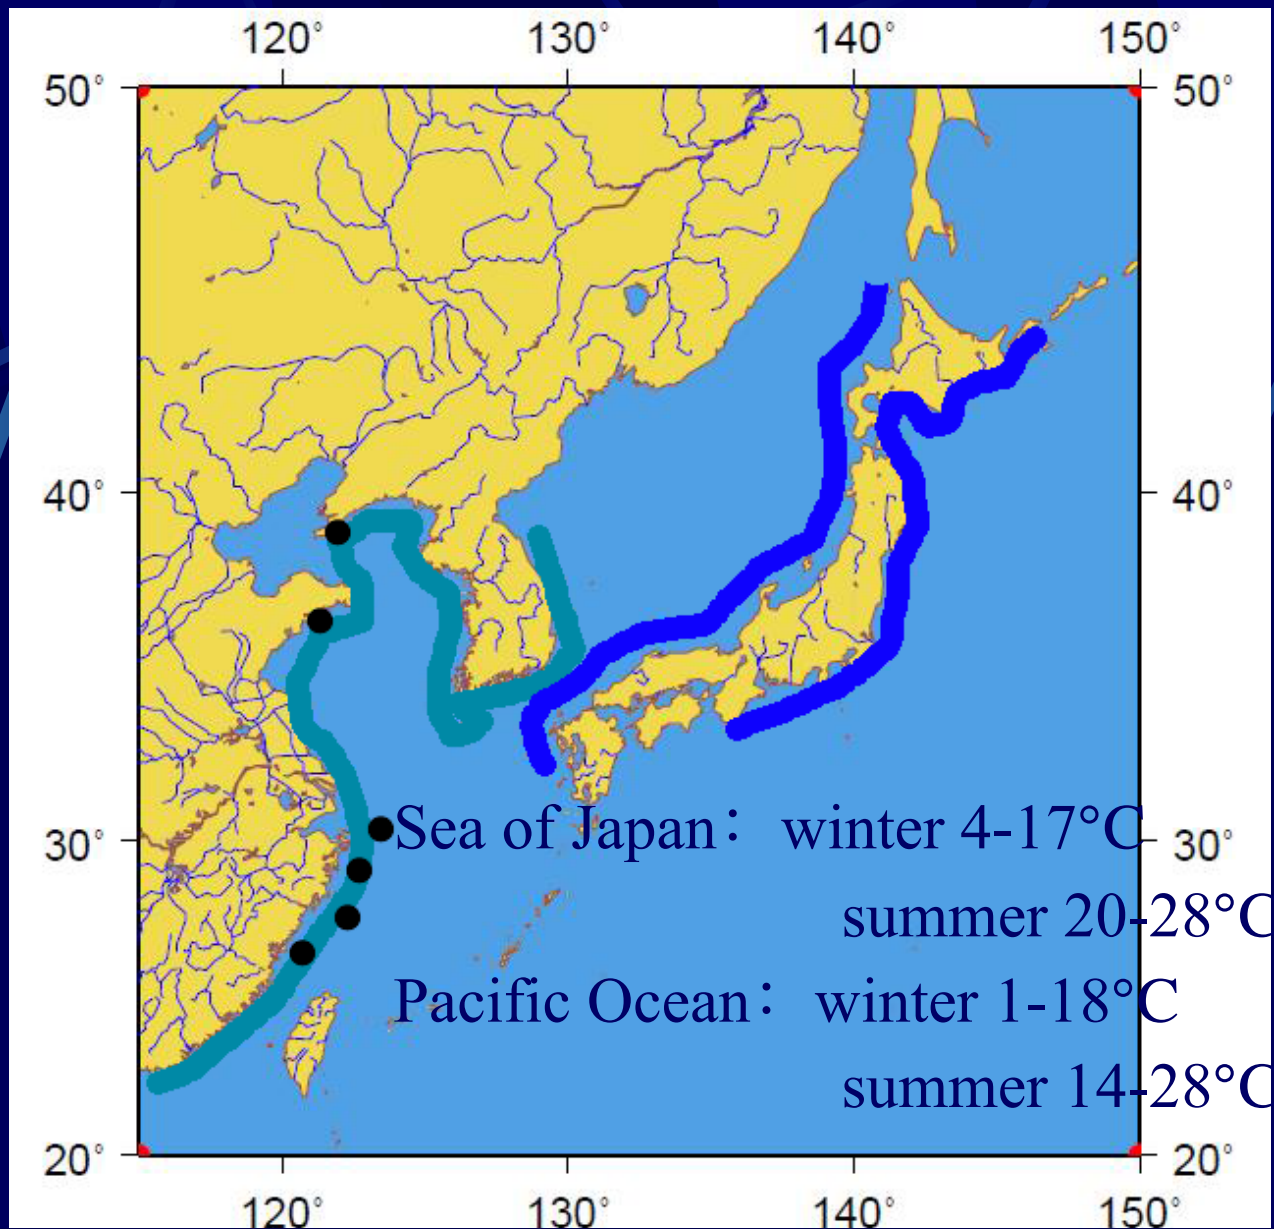 120° 130° 140° 150°
50° 50°
40° 40°
Sea of Japan：winter 4-17°C
30° 30°
summer 20-28°C
Pacific Ocean：winter 1-18°C
summer 14-28°C
20° 20°
120° 130° 140° 150°